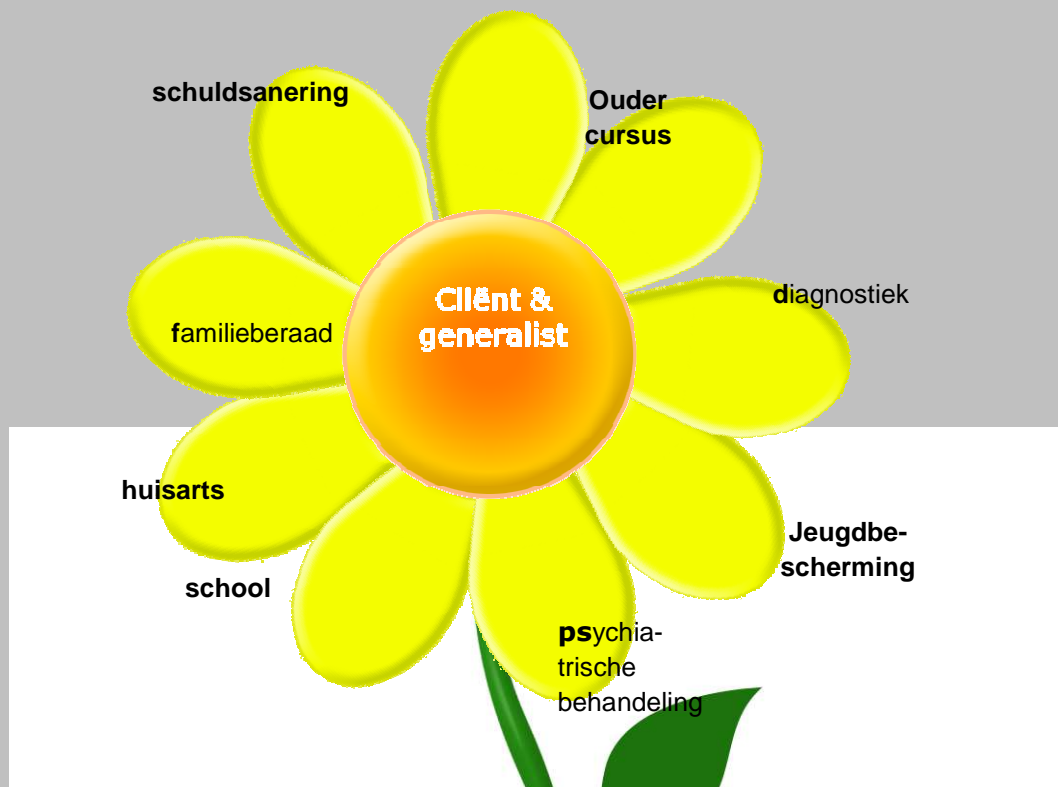 schuldsanering
Ouder
cursus
diagnostiek
Cliënt &
generalist
familieberaad
huisarts
Jeugdbe-
scherming
school
psychia-
trische
behandeling